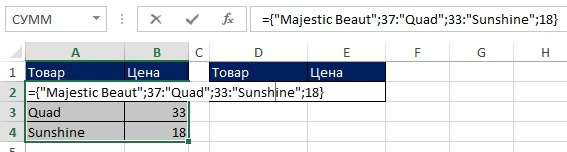 СУММ ={"Majestic Beaut";37:"Quad";33:"Sunshine";18}
A B C D E F G H
1 Товар Цена Товар Цена
2 ={"Majestic Beaut";37:"Quad";33:"Sunshine";18}
3 Quad 33
4 Sunshine 18